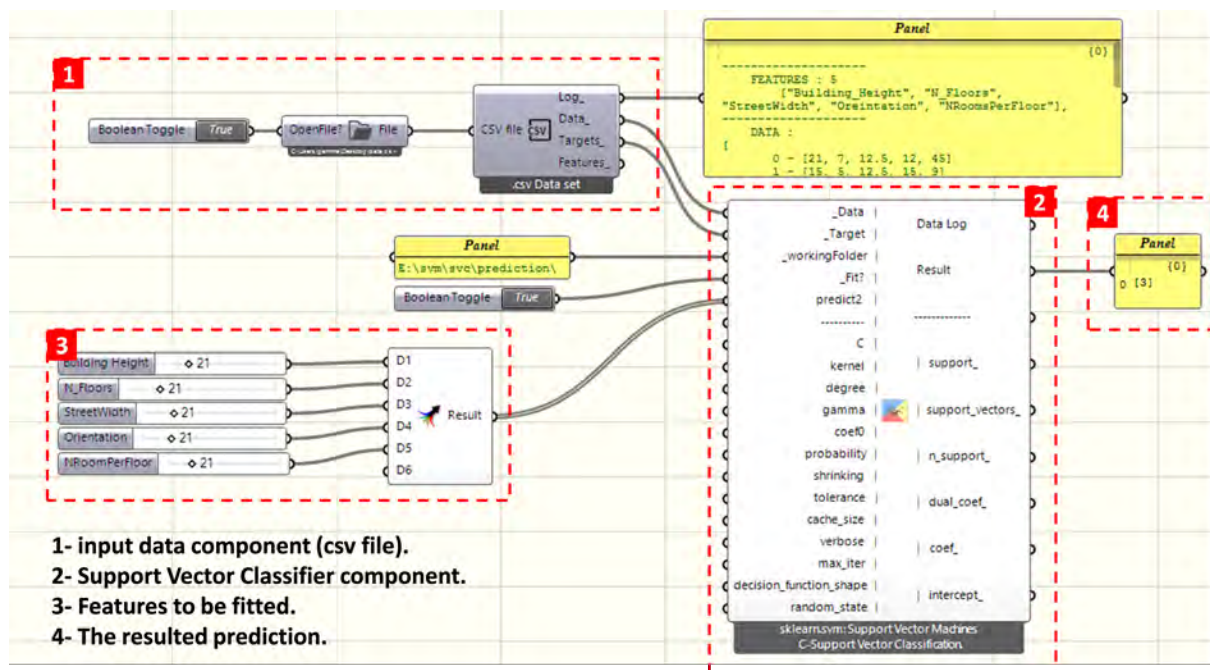 1
Boolean Toggle True
OpenFile? File
CSV file csv
Log_
Data_
Targets_
Features_
.csv Data set
Panel
{0}
--------------------
FEATURES : 5
["Building_Height", "N_Floors",
"StreetWidth", "Oreintation", "NRoomsPerFloor"],
--------------------
DATA :
[
0 - [21, 7, 12.5, 12, 45]
1 - [15, 5, 12.5, 15, 9]
2
_Data |
_Target |
_workingFolder |
_Fit? |
predict2 |
---------- |
C |
kernel |
degree |
gamma |
coef0 |
probability |
shrinking |
tolerance |
cache_size |
verbose |
max_iter |
decision_function_shape |
random_state |
Data Log
Result
------------
| support_
| support_vectors_
| n_support_
| dual_coef_
| coef_
| intercept_
sklearn.svm: Support Vector Machines
C-Support Vector Classification.
4
Panel
{0}
0 [3]
Panel
E:\svm\svc\prediction\
Boolean Toggle True
3
Building Height 21
N_Floors 21
StreetWidth 21
Orientation 21
NRoomPerFloor 21
D1
D2
D3
D4
D5
D6
Result
1- input data component (csv file).
2- Support Vector Classifier component.
3- Features to be fitted.
4- The resulted prediction.